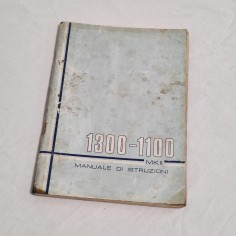 1300-1100
MK II
MANUALE DI ISTRUZIONI